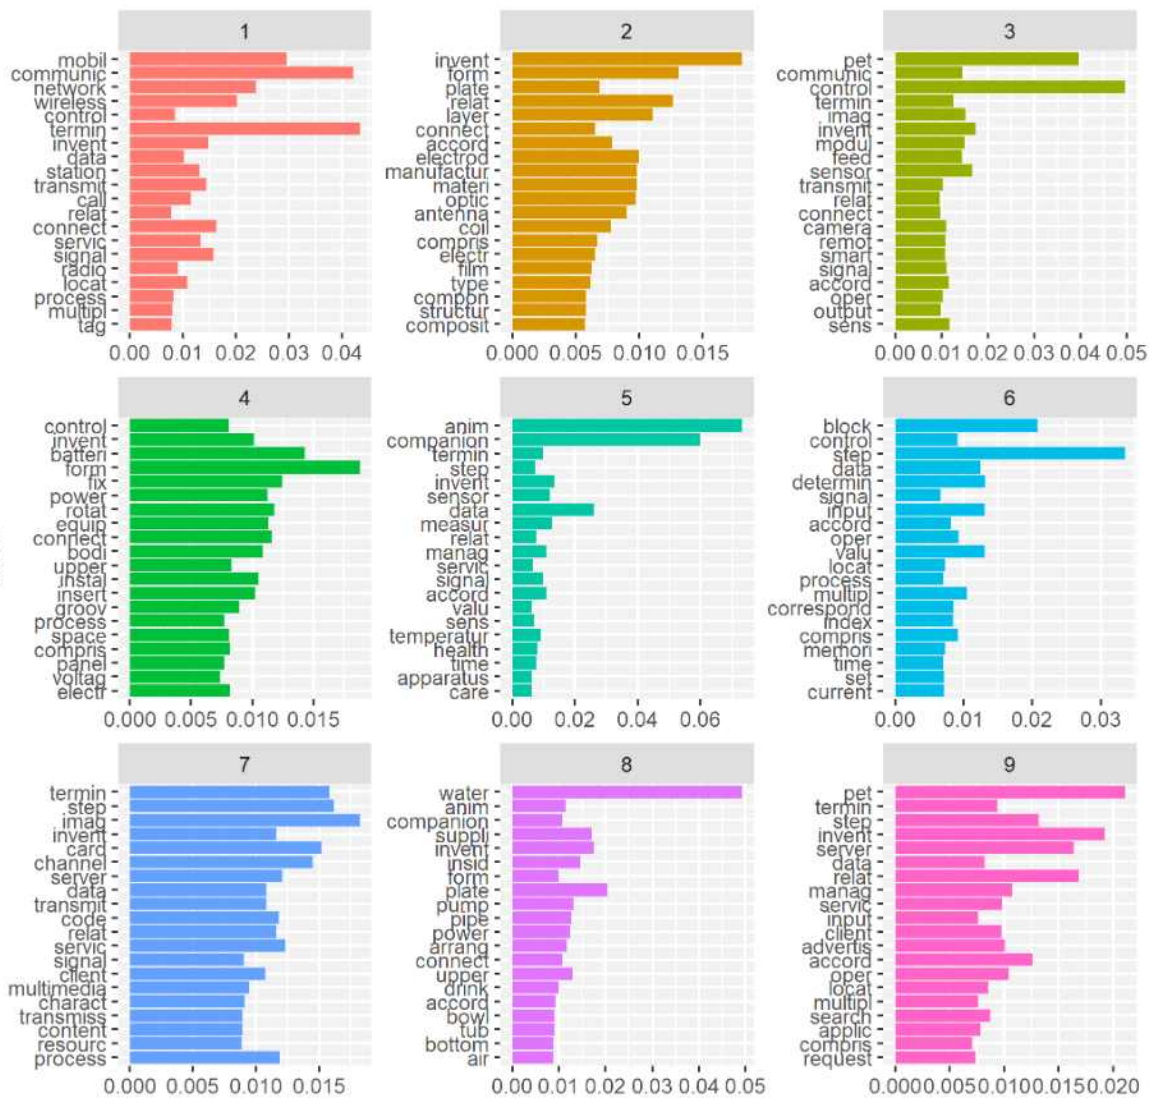 1
mobil
communic
network
wireless
control
termin
invent
data
station
transmit
call
relat
connect
servic
signal
radio
locat
process
multipl
tag
0.00 0.01 0.02 0.03 0.04
2
invent
form
plate
relat
layer
connect
accord
electrod
manufactur
materi
optic
antenna
coil
compris
electr
film
type
compon
structur
composit
0.000 0.005 0.010 0.015
3
pet
communic
control
termin
imag
invent
modul
feed
sensor
transmit
relat
connect
camera
remot
smart
signal
accord
oper
output
sens
0.00 0.01 0.02 0.03 0.04 0.05
4
control
invent
batteri
form
fix
power
rotat
equip
connect
bodi
upper
instal
insert
groov
process
space
compris
panel
voltag
electr
0.000 0.005 0.010 0.015
5
anim
companion
termin
step
invent
sensor
data
measur
relat
manag
servic
signal
accord
valu
sens
temperatur
health
time
apparatus
care
0.00 0.02 0.04 0.06
6
block
control
step
data
determin
signal
input
accord
oper
valu
locat
process
multipl
correspond
index
compris
memori
time
set
current
0.00 0.01 0.02 0.03
7
termin
step
imag
invent
card
channel
server
data
transmit
code
relat
servic
signal
client
multimedia
charact
transmiss
content
resourc
process
0.000 0.005 0.010 0.015
8
water
anim
companion
suppli
invent
insid
form
plate
pump
pipe
power
arrang
connect
upper
drink
accord
bowl
tub
bottom
air
0.00 0.01 0.02 0.03 0.04 0.05
9
pet
termin
step
invent
server
data
relat
manag
servic
input
client
advertis
accord
oper
locat
multipl
search
applic
compris
request
0.000 0.005 0.010 0.015 0.020